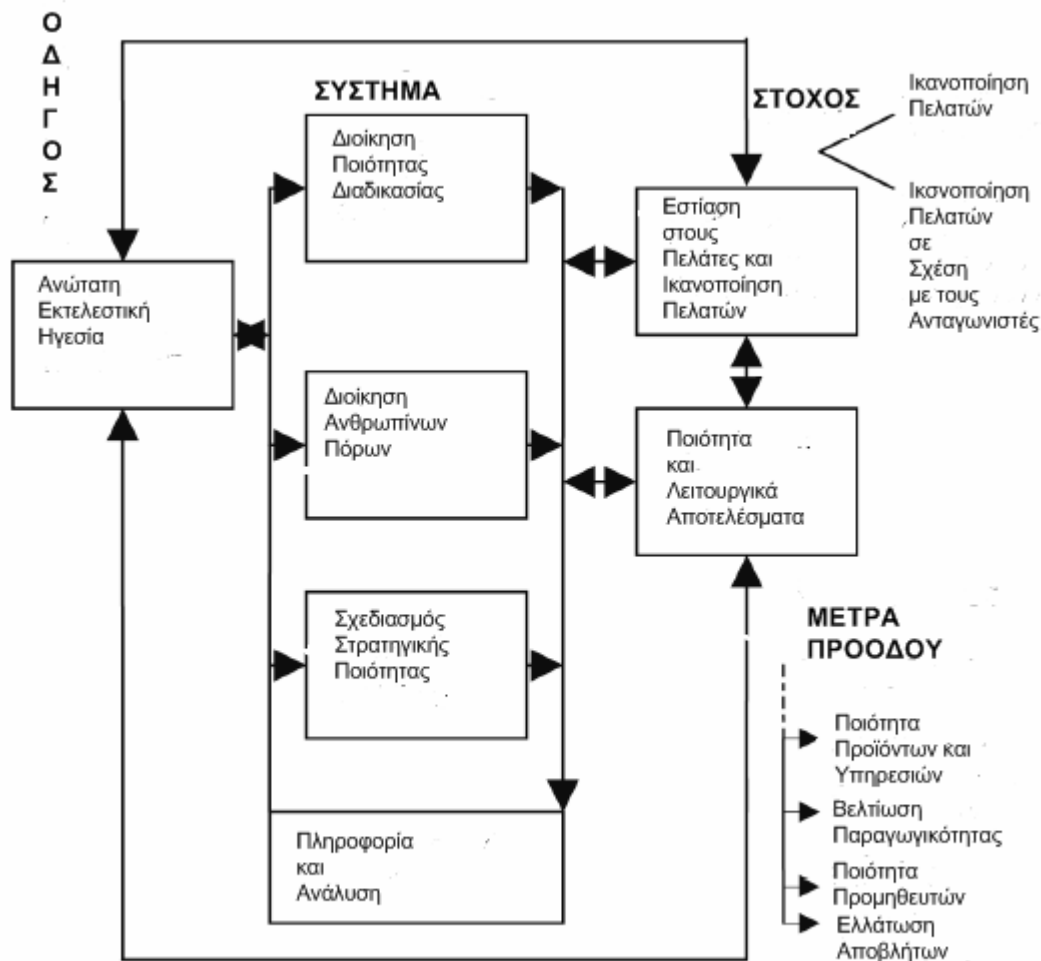 ΟΔΗΓΟΣ
ΣΥΣΤΗΜΑ
ΣΤΟΧΟΣ
Ικανοποίηση
Πελατών
Ικσνοποίηση
Πελατών
σε
Σχέση
με τους
Ανταγωνιστές
Ανώτατη
Εκτελεστική
Ηγεσία
Διοίκηση
Ποιότητας
Διαδικασίας
Εστίαση
στους
Πελάτες και
Ικανοποίηση
Πελατών
Διοίκηση
Ανθρωπίνων
Πόρων
Ποιότητα
και
Λειτουργικά
Αποτελέσματα
Σχεδιασμός
Στρατηγικής
Ποιότητας
Πληροφορία
και
Ανάλυση
ΜΕΤΡΑ
ΠΡΟΟΔΟΥ
Ποιότητα
Προϊόντων και
Υπηρεσιών
Βελτίωση
Παραγωγικότητας
Ποιότητα
Προμηθευτών
Ελλάτωση
Αποβλήτων